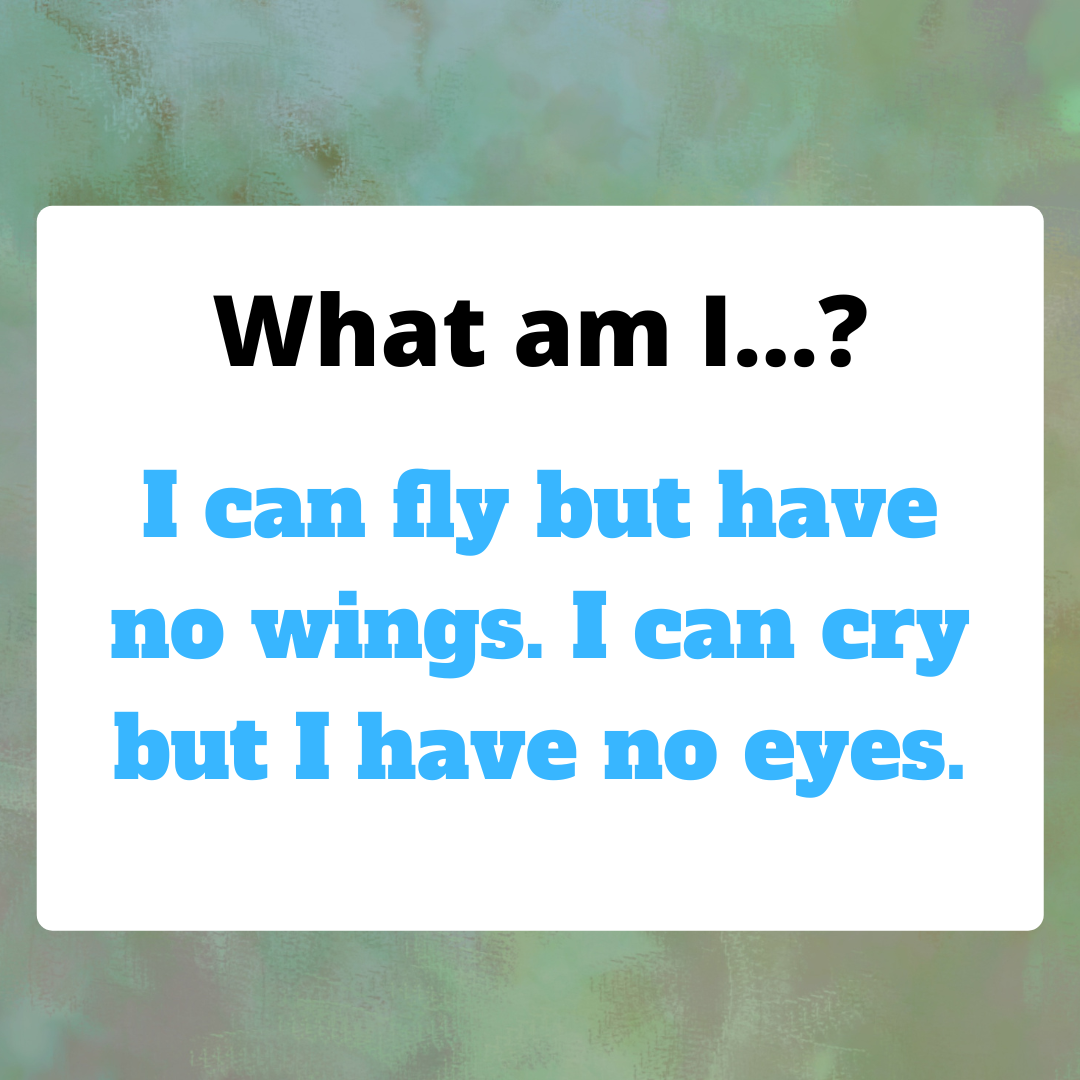 What am I...?
I can fly but have
no wings. I can cry
but I have no eyes.